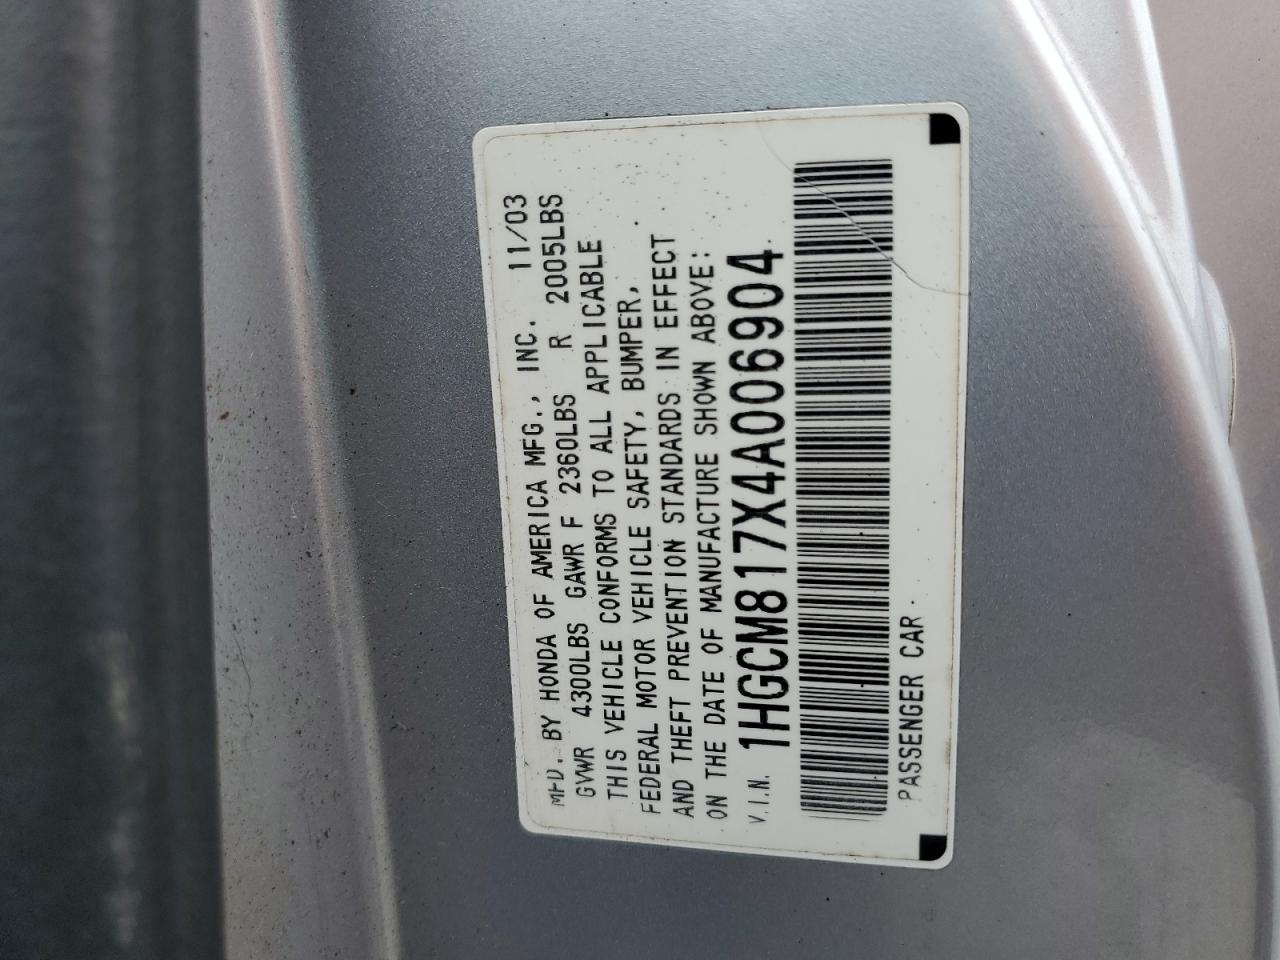 MFD. BY HONDA OF AMERICA MFG., INC. 11/03
GVWR 4300LBS GAWR F 2360LBS R 2005LBS
THIS VEHICLE CONFORMS TO ALL APPLICABLE
FEDERAL MOTOR VEHICLE SAFETY, BUMPER,
AND THEFT PREVENTION STANDARDS IN EFFECT
ON THE DATE OF MANUFACTURE SHOWN ABOVE:
V.I.N. 1HGCM817X4A006904
PASSENGER CAR.